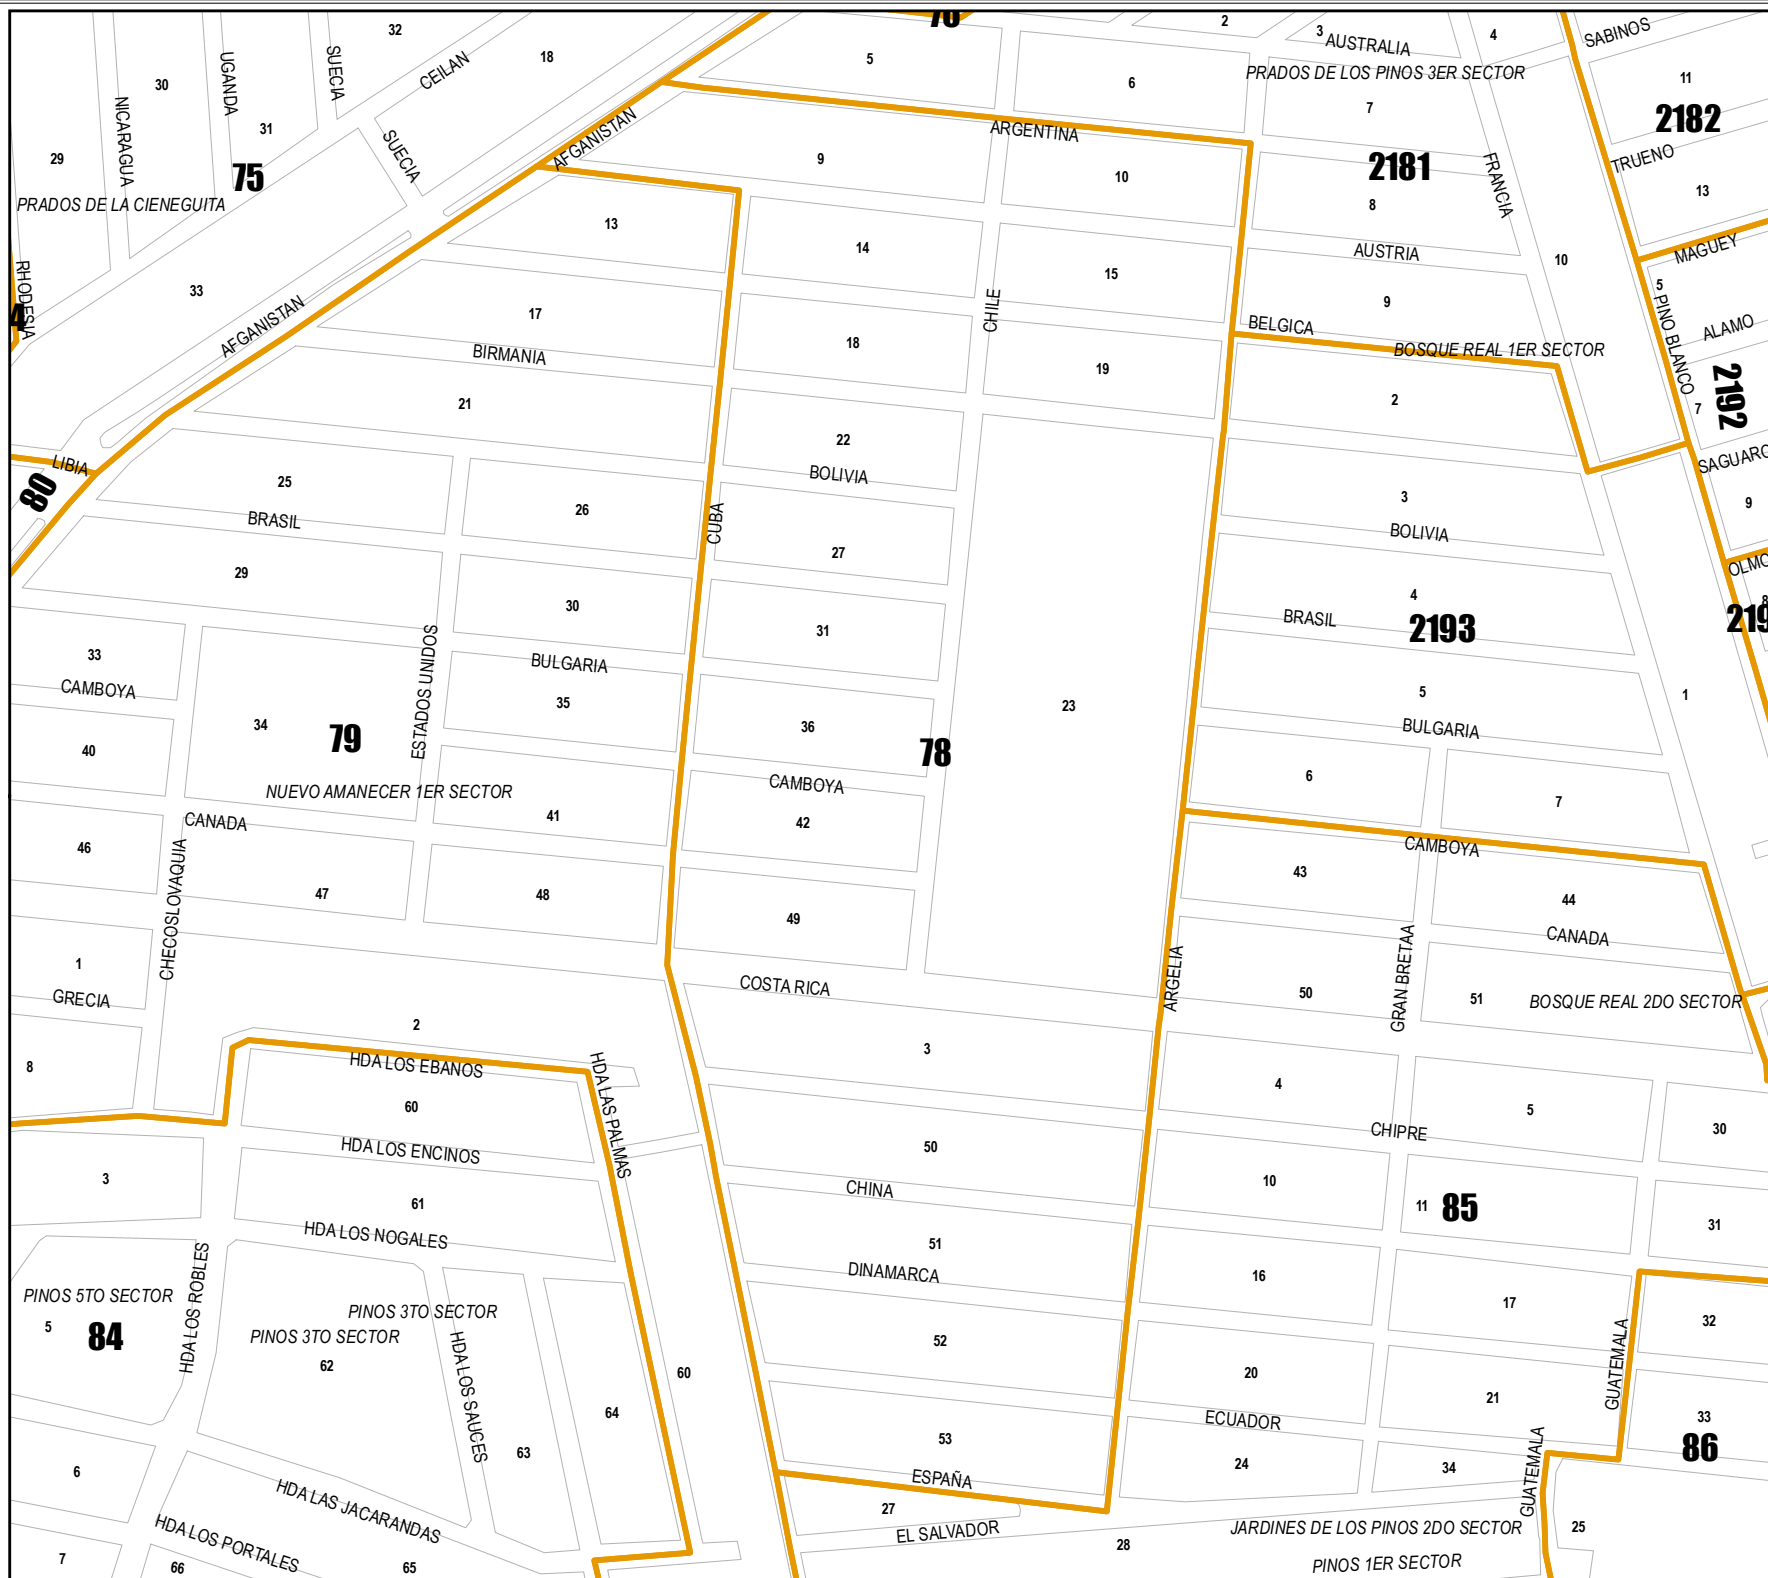 32
70
2
3
AUSTRALIA
4
SABINOS
SUECIA
UGANDA
CEILAN
18
5
6
PRADOS DE LOS PINOS 3ER SECTOR
11
30
NICARAGUA
31
7
2182
29
SUECIA
AFGANISTAN
9
ARGENTINA
10
2181
FRANCIA
TRUENO
13
75
PRADOS DE LA CIENEGUITA
13
14
8
AUSTRIA
10
MAGUEY
RHODESIA
33
15
5
4
AFGANISTAN
17
CHILE
9
PINO BLANCO
BELGICA
ALAMO
BIRMANIA
18
19
BOSQUE REAL 1ER SECTOR
2192
21
2
7
22
LIBIA
BOLIVIA
SAGUARO
80
25
26
3
9
BRASIL
CUBA
BOLIVIA
27
OLMO
29
30
4
8
BRASIL
2193
219
31
33
ESTADOS UNIDOS
BULGARIA
CAMBOYA
35
5
1
34
79
36
23
BULGARIA
40
78
NUEVO AMANECER 1ER SECTOR
CAMBOYA
6
7
41
42
CANADA
46
CHECOSLOVAQUIA
CAMBOYA
43
47
48
44
49
CANADA
1
GRECIA
COSTA RICA
ARGELIA
50
GRAN BRETAA
51
BOSQUE REAL 2DO SECTOR
2
3
8
HDA LOS EBANOS
HDA LAS PALMAS
4
60
5
CHIPRE
30
HDA LOS ENCINOS
50
3
CHINA
10
61
11
85
31
HDA LOS NOGALES
51
DINAMARCA
16
PINOS 5TO SECTOR
HDA LOS ROBLES
PINOS 3TO SECTOR
17
5
84
PINOS 3TO SECTOR
52
32
62
HDA LOS SAUCES
60
20
GUATEMALA
21
64
ECUADOR
33
63
53
86
6
ESPAÑA
24
34
GUATEMALA
HDA LAS JACARANDAS
27
EL SALVADOR
JARDINES DE LOS PINOS 2DO SECTOR
25
HDA LOS PORTALES
28
7
66
65
PINOS 1ER SECTOR